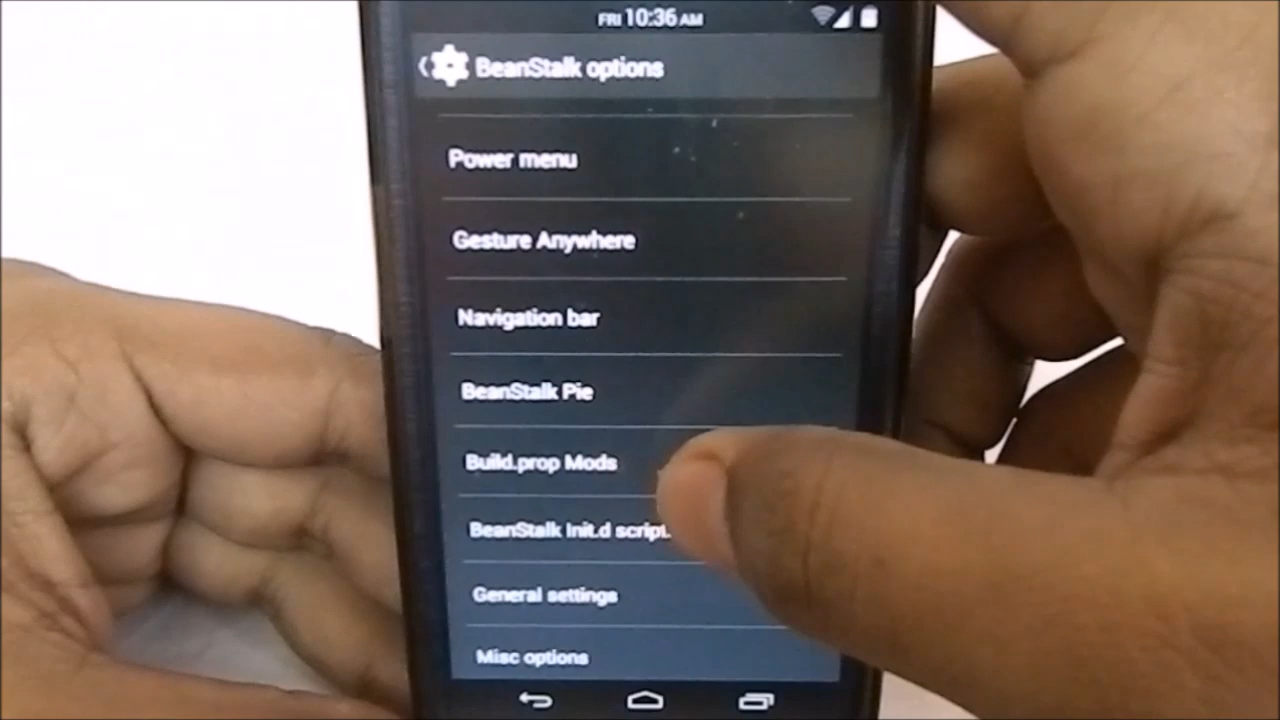 FRI 10:36 AM
BeanStalk options
Power menu
Gesture Anywhere
Navigation bar
BeanStalk Pie
Build.prop Mods
BeanStalk Init.d script
General settings
Misc options